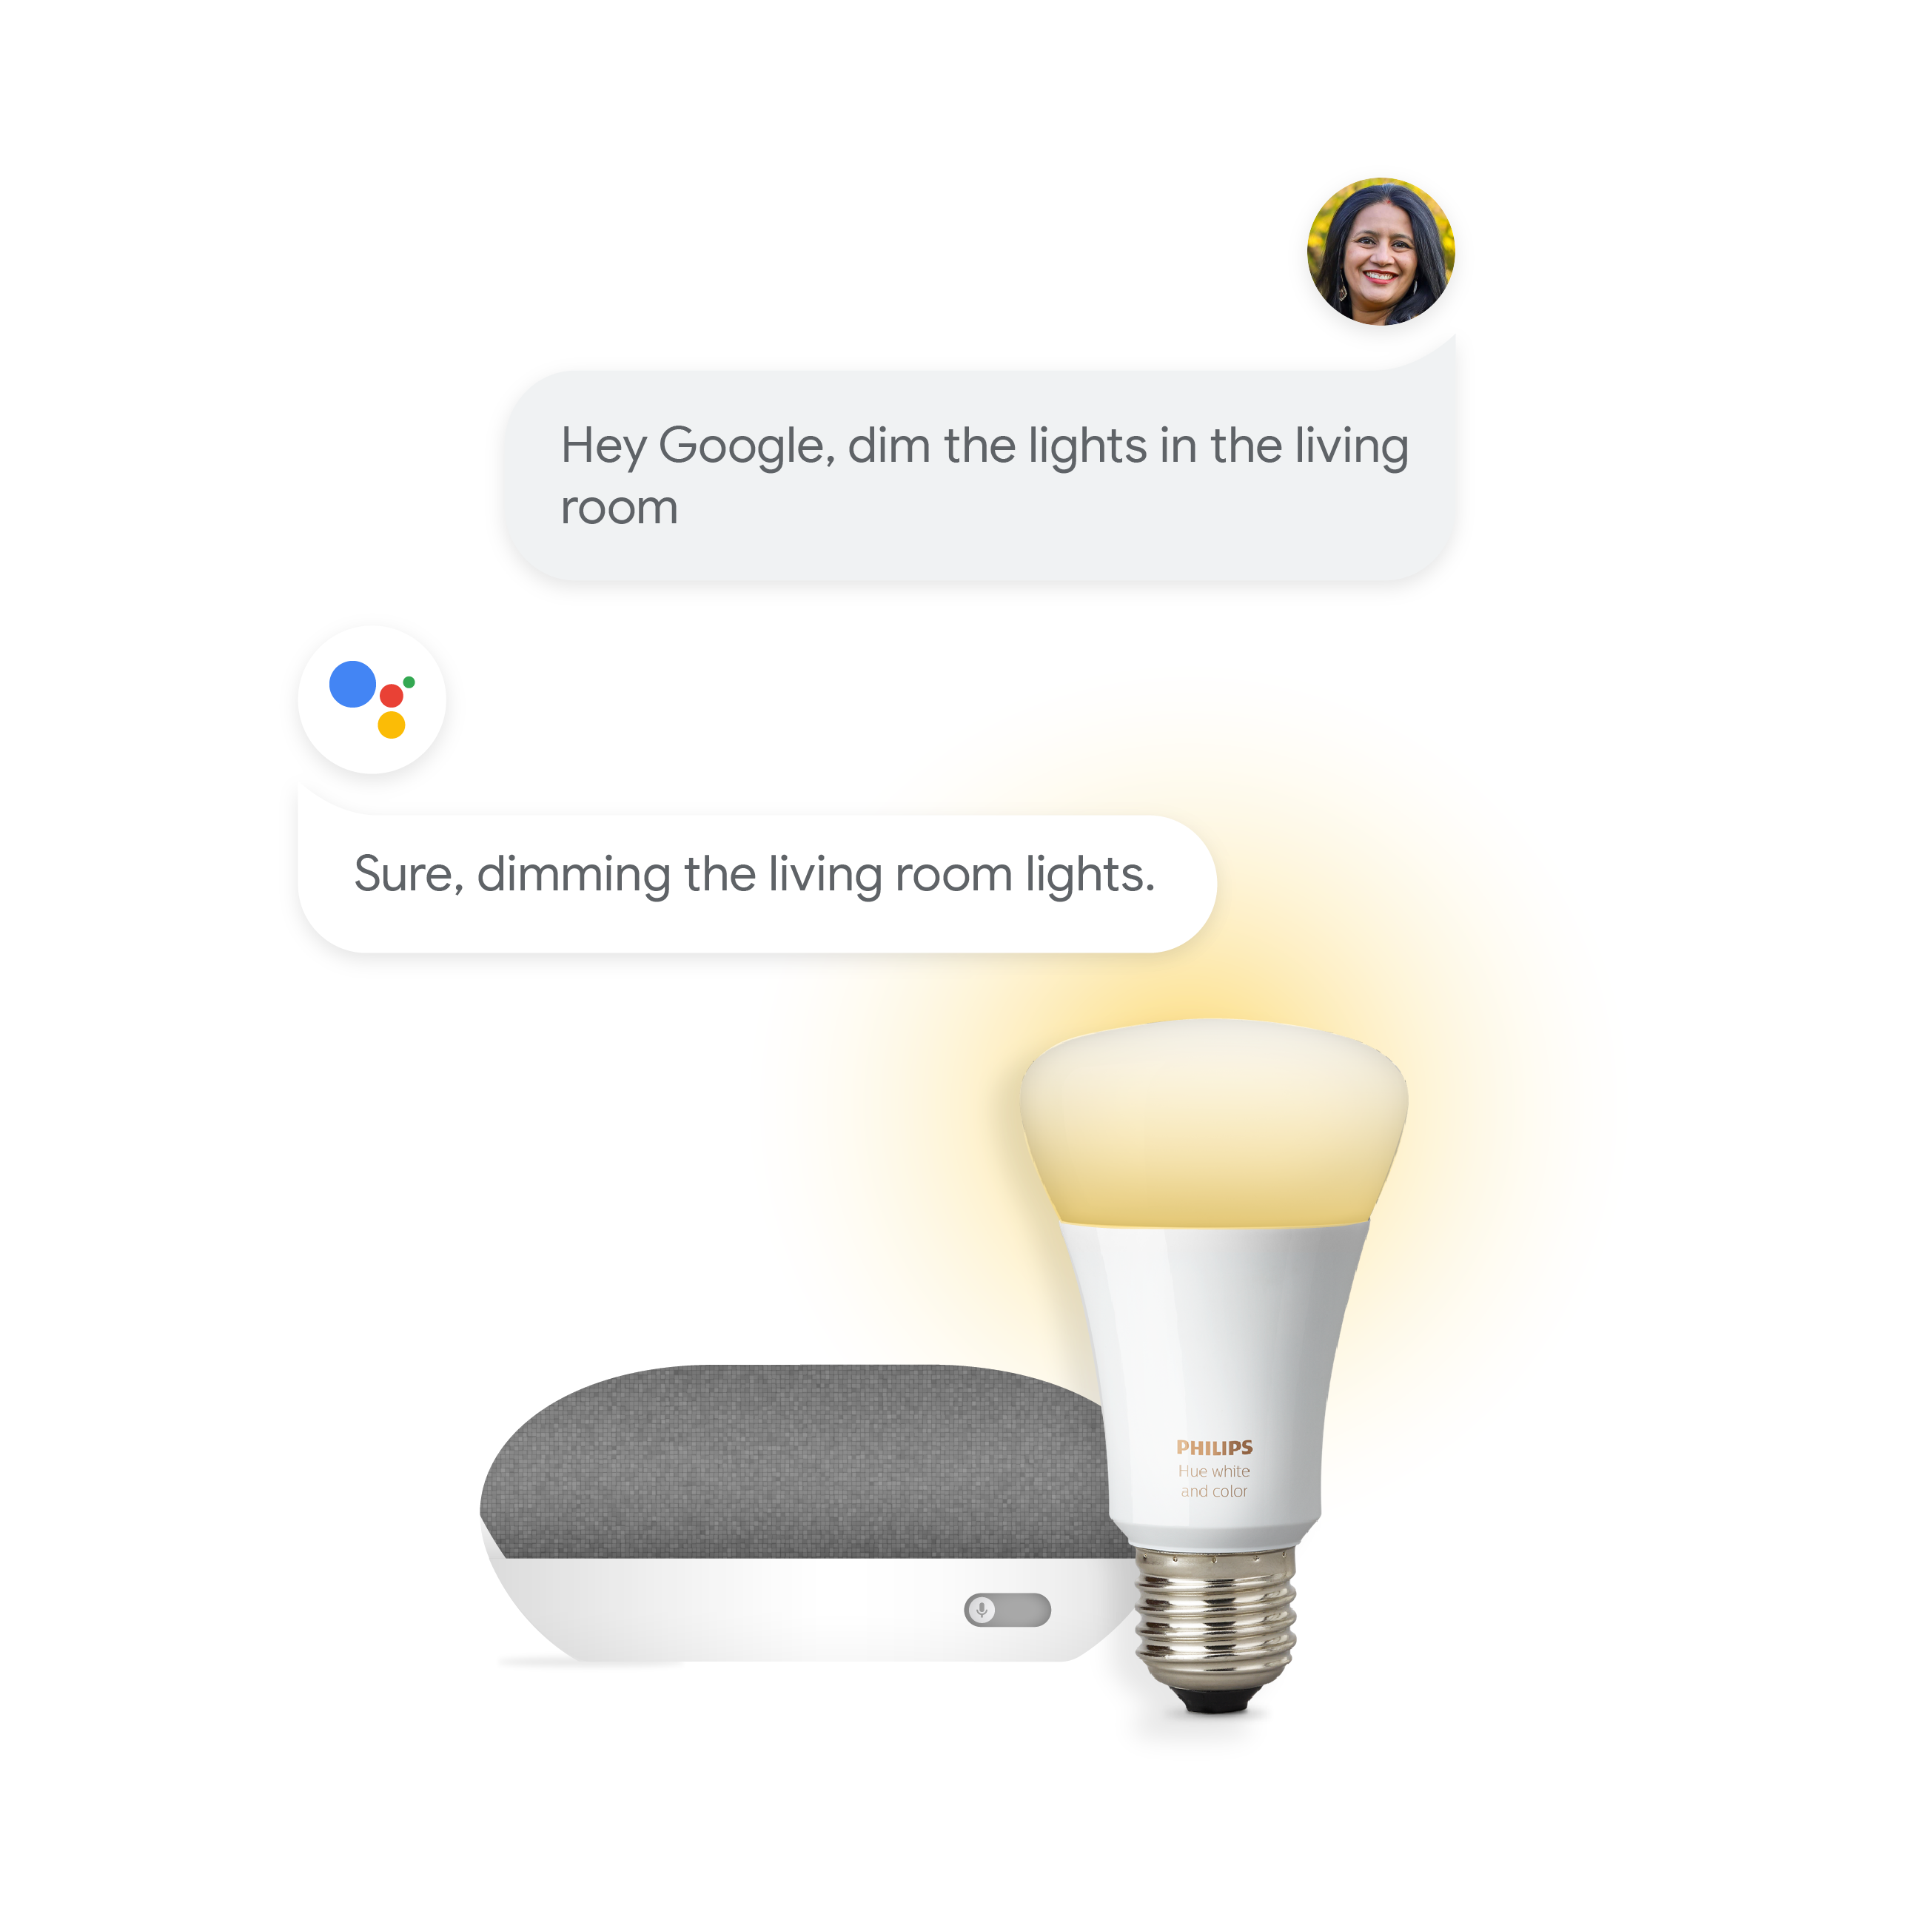 Hey Google, dim the lights in the living
room
Sure, dimming the living room lights.
PHILIPS
Hue white
and color